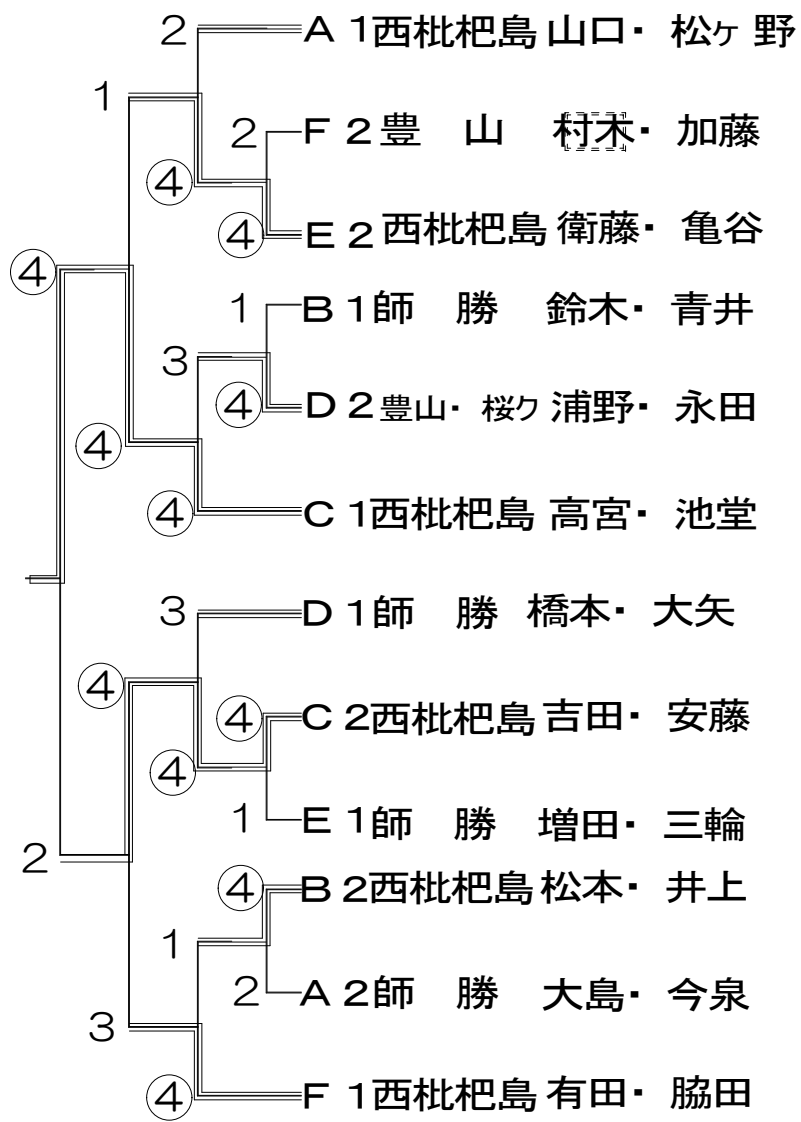 2 A 1西枇杷島 山口・ 松ヶ野
1
2 F 2 豊 山 村木・ 加藤
④
④ E 2 西枇杷島 衛藤・ 亀谷
④
1 B 1師 勝 鈴木・ 青井
3
④ D 2 豊山・ 桜ク 浦野・ 永田
④
④ C 1西枇杷島 高宮・ 池堂
3 D 1師 勝 橋本・ 大矢
④
④ C 2西枇杷島 吉田・ 安藤
④
1 E 1師 勝 増田・ 三輪
2
④ B 2西枇杷島 松本・ 井上
1
2 A 2師 勝 大島・ 今泉
3
④ F 1西枇杷島 有田・ 脇田